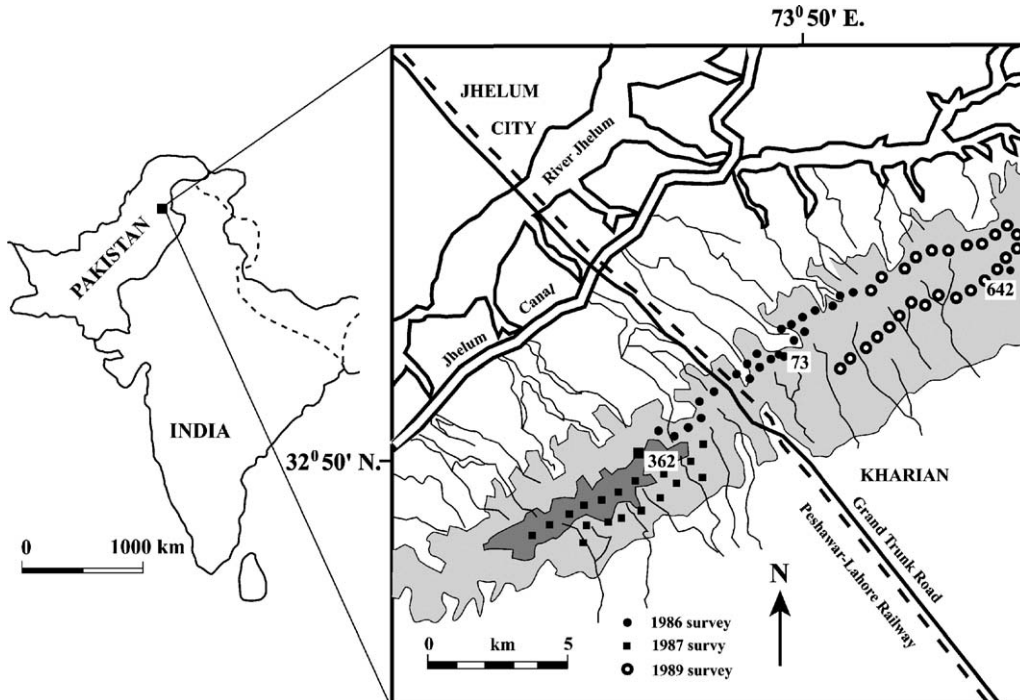 73⁰ 50' E.
JHELUM
CITY
River Jhelum
PAKISTAN
Jhelum Canal
642
73
INDIA
32⁰ 50' N.
362
KHARIAN
Grand Trunk Road
Peshawar-Lahore Railway
0 1000 km
N
0 km 5
1986 survey
1987 survy
1989 survey